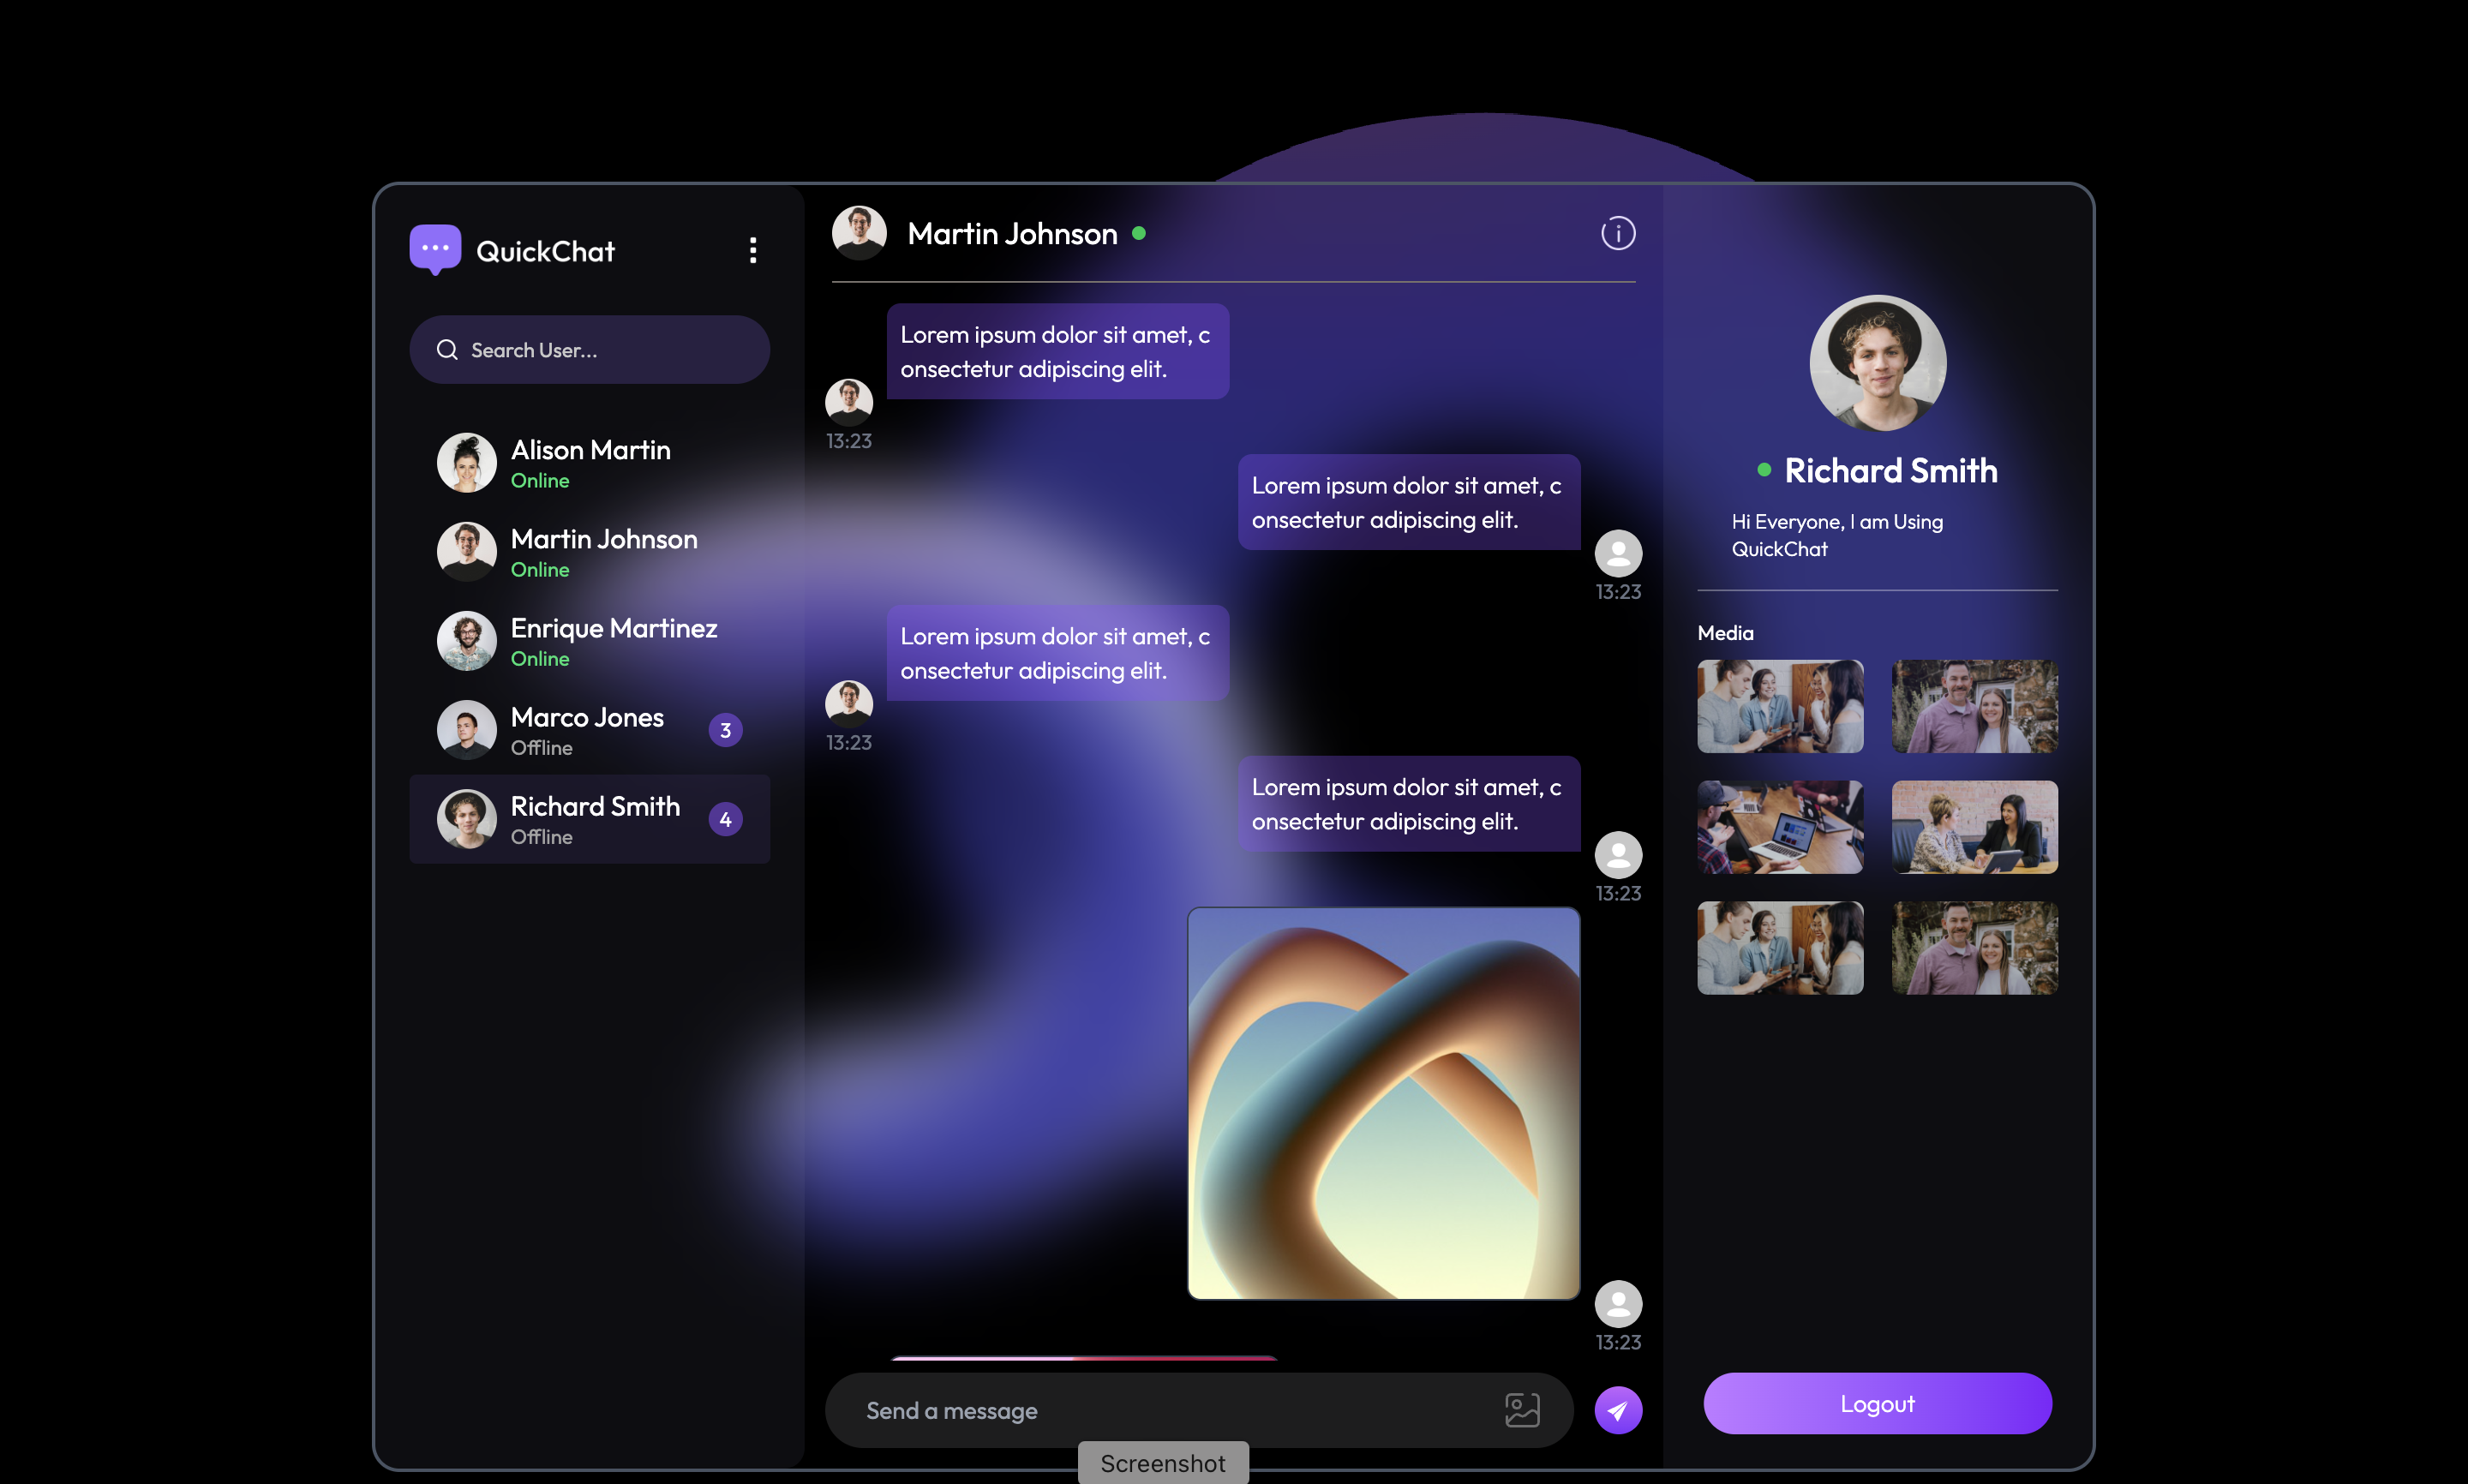 QuickChat
Search User...
Alison Martin
Online
Martin Johnson
Online
Enrique Martinez
Online
Marco Jones
Offline
3
Richard Smith
Offline
4
Martin Johnson
Lorem ipsum dolor sit amet, c
onsectetur adipiscing elit.
13:23
Lorem ipsum dolor sit amet, c
onsectetur adipiscing elit.
13:23
Lorem ipsum dolor sit amet, c
onsectetur adipiscing elit.
13:23
Lorem ipsum dolor sit amet, c
onsectetur adipiscing elit.
13:23
13:23
Send a message
Screenshot
Richard Smith
Hi Everyone, I am Using
QuickChat
Media
Logout